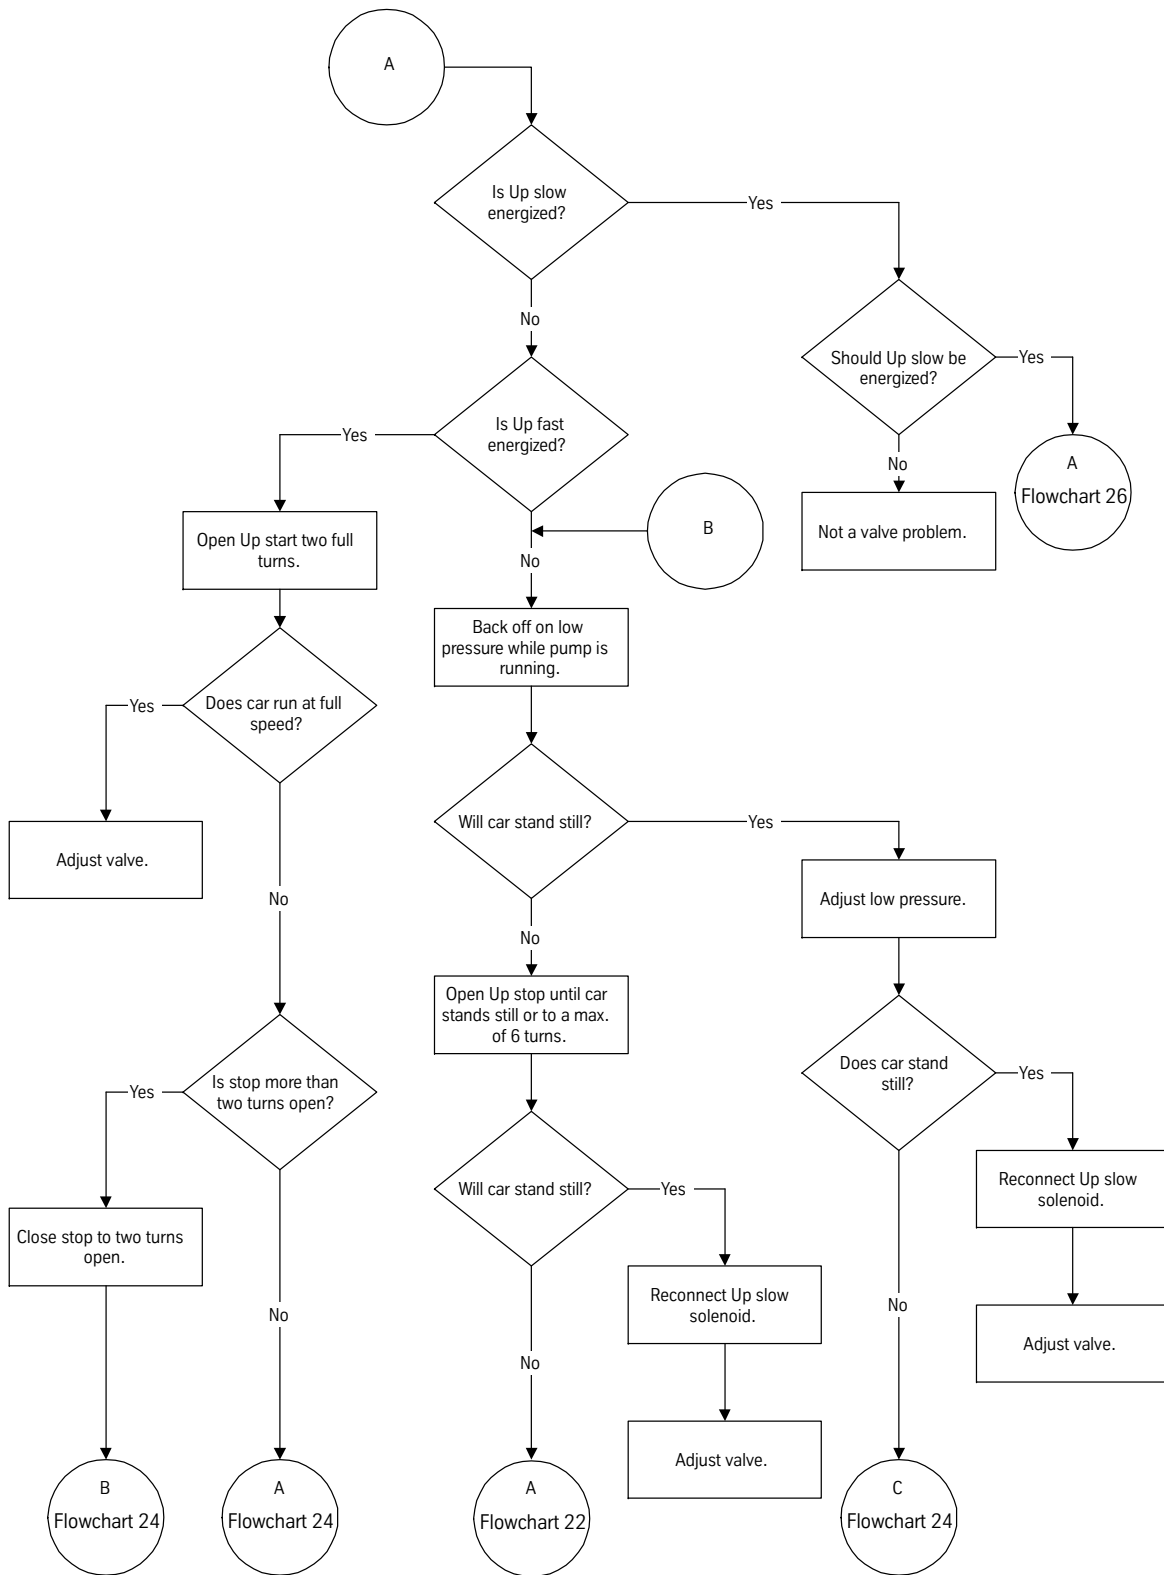 A
Is Up slow
energized?
Yes
No
Should Up slow be
energized?
Yes
No
A
Flowchart 26
Not a valve problem.
Is Up fast
energized?
Yes
B
No
Open Up start two full
turns.
Back off on low
pressure while pump is
running.
Does car run at full
speed?
Yes
Adjust valve.
No
Will car stand still?
Yes
Adjust low pressure.
No
Open Up stop until car
stands still or to a max.
of 6 turns.
Is stop more than
two turns open?
Yes
Does car stand
still?
Yes
Will car stand still?
Yes
Reconnect Up slow
solenoid.
Close stop to two turns
open.
Reconnect Up slow
solenoid.
No
No
No
Adjust valve.
Adjust valve.
B
Flowchart 24
A
Flowchart 24
A
Flowchart 22
C
Flowchart 24